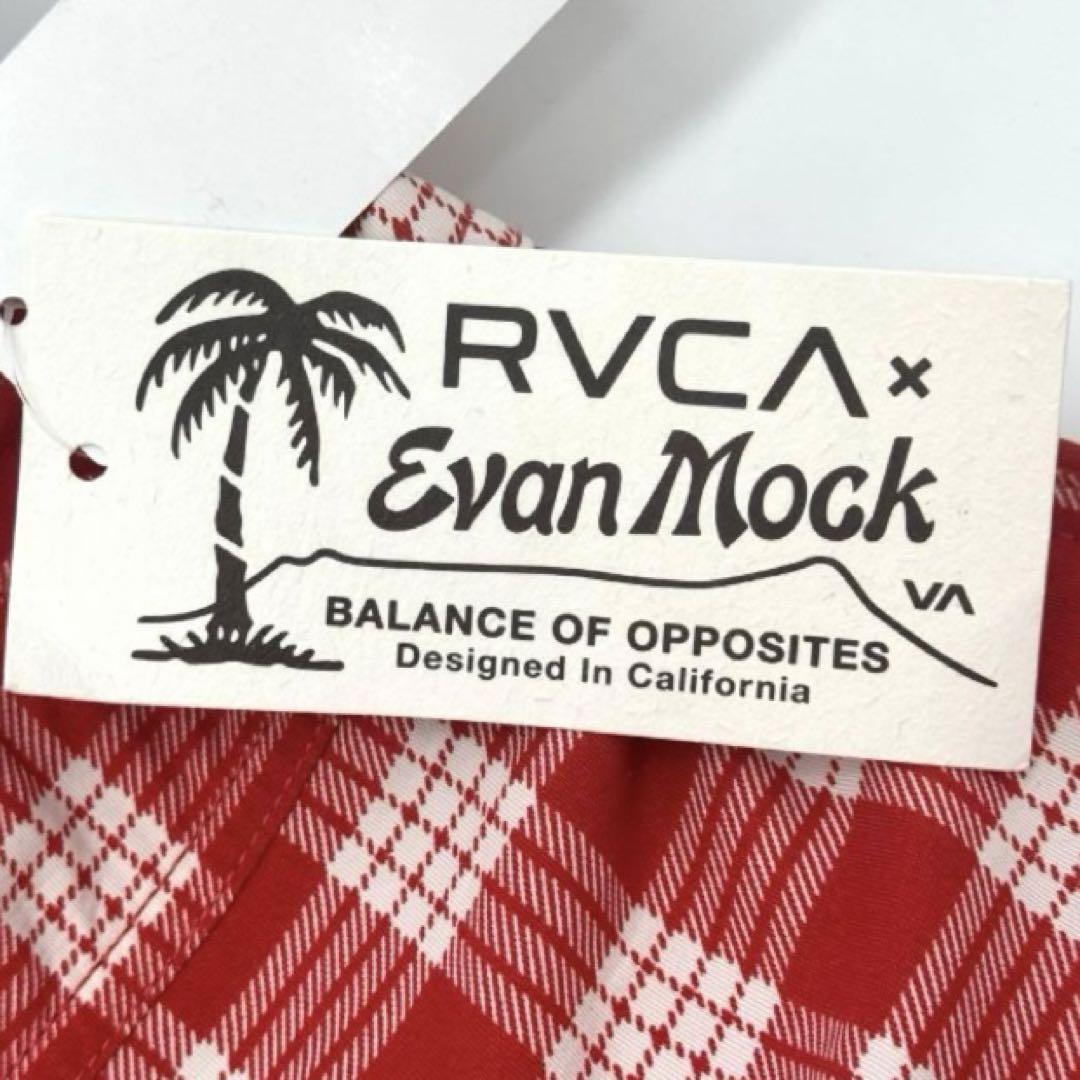 RVCA ×
Evan Mock
VA
BALANCE OF OPPOSITES
Designed In California